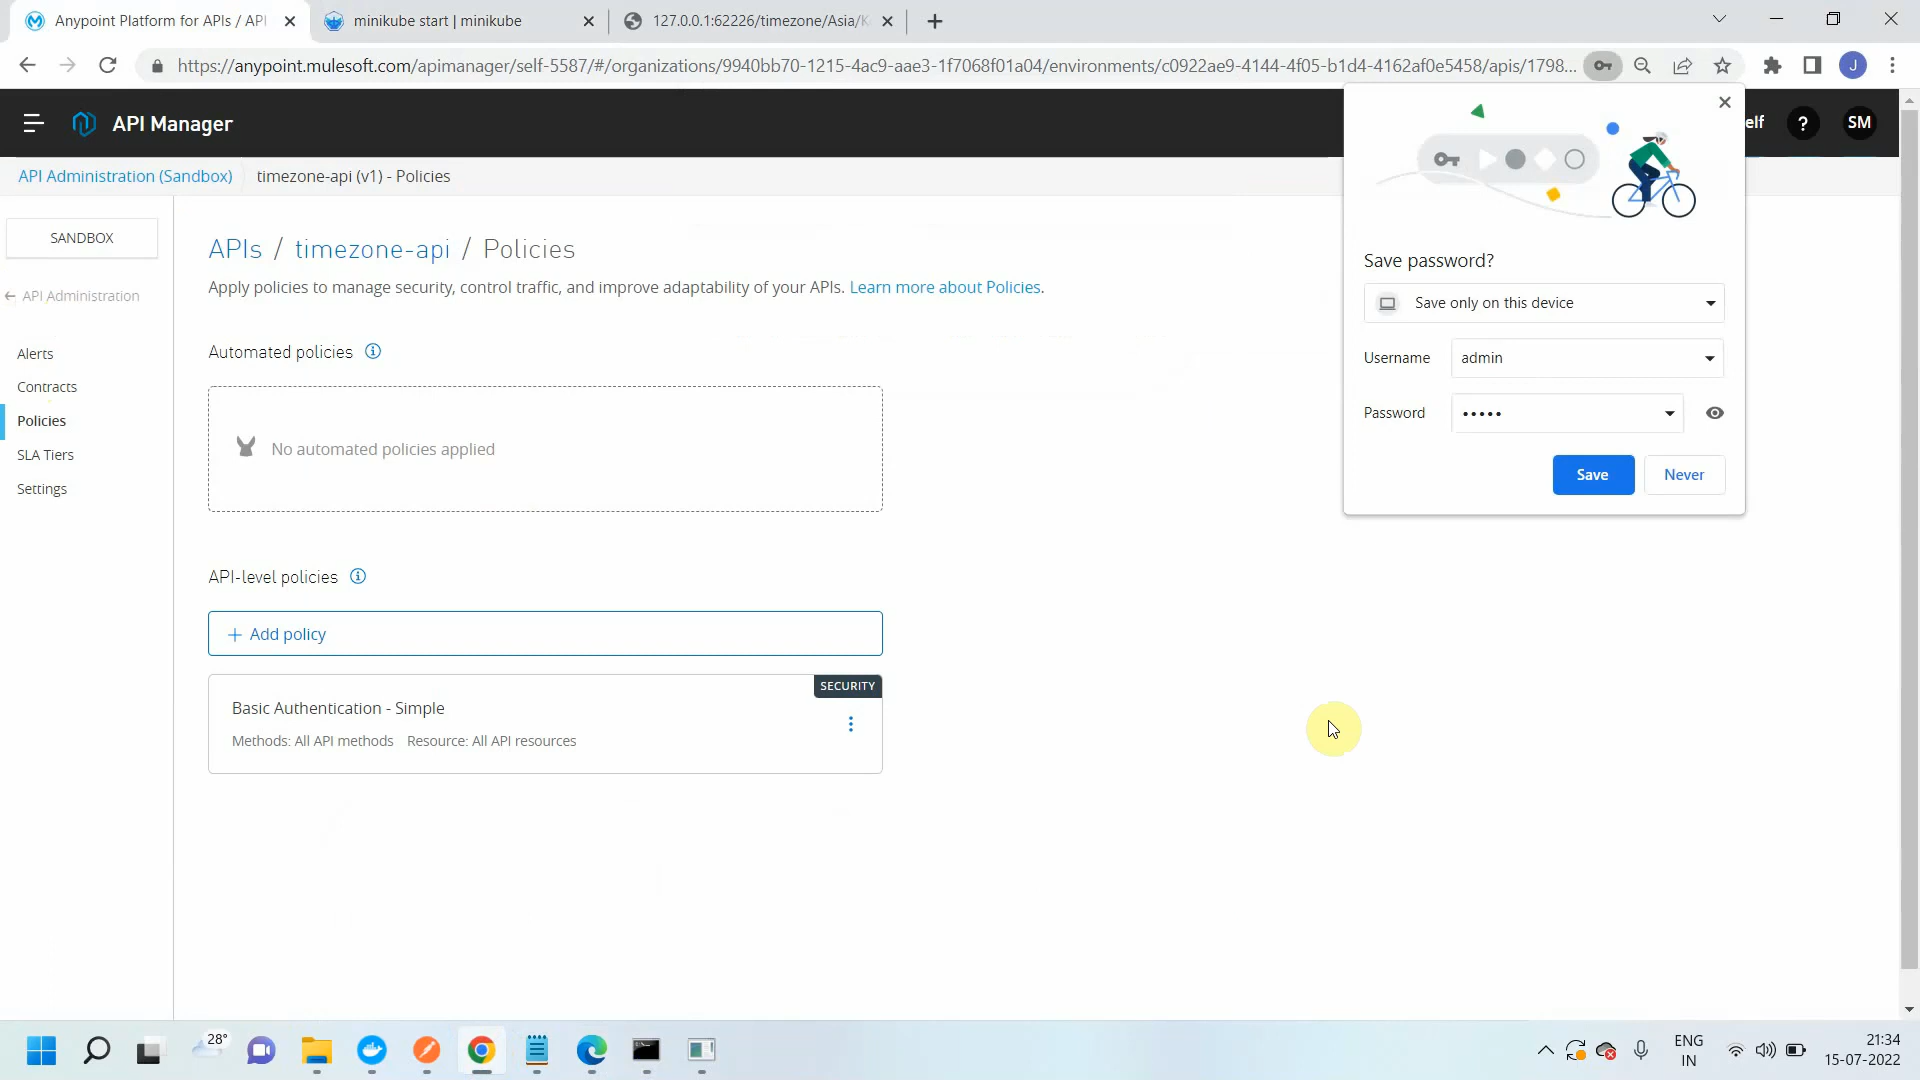 Anypoint Platform for APIs / API
minikube start | minikube
127.0.0.1:62226/timezone/Asia/K
https://anypoint.mulesoft.com/apimanager/self-5587/#/organizations/9940bb70-1215-4ac9-aae3-1f7068f01a04/environments/c0922ae9-4144-4f05-b1d4-4162af0e5458/apis/1798...
J
API Manager
elf
?
SM
API Administration (Sandbox)
timezone-api (v1) - Policies
SANDBOX
API Administration
Alerts
Contracts
Policies
SLA Tiers
Settings
APIs / timezone-api / Policies
Apply policies to manage security, control traffic, and improve adaptability of your APIs. Learn more about Policies.
Automated policies
No automated policies applied
API-level policies
+ Add policy
SECURITY
Basic Authentication - Simple
Methods: All API methods Resource: All API resources
Save password?
Save only on this device
Username
admin
Password
•••••
Save
Never
28°
ENG
IN
21:34
15-07-2022